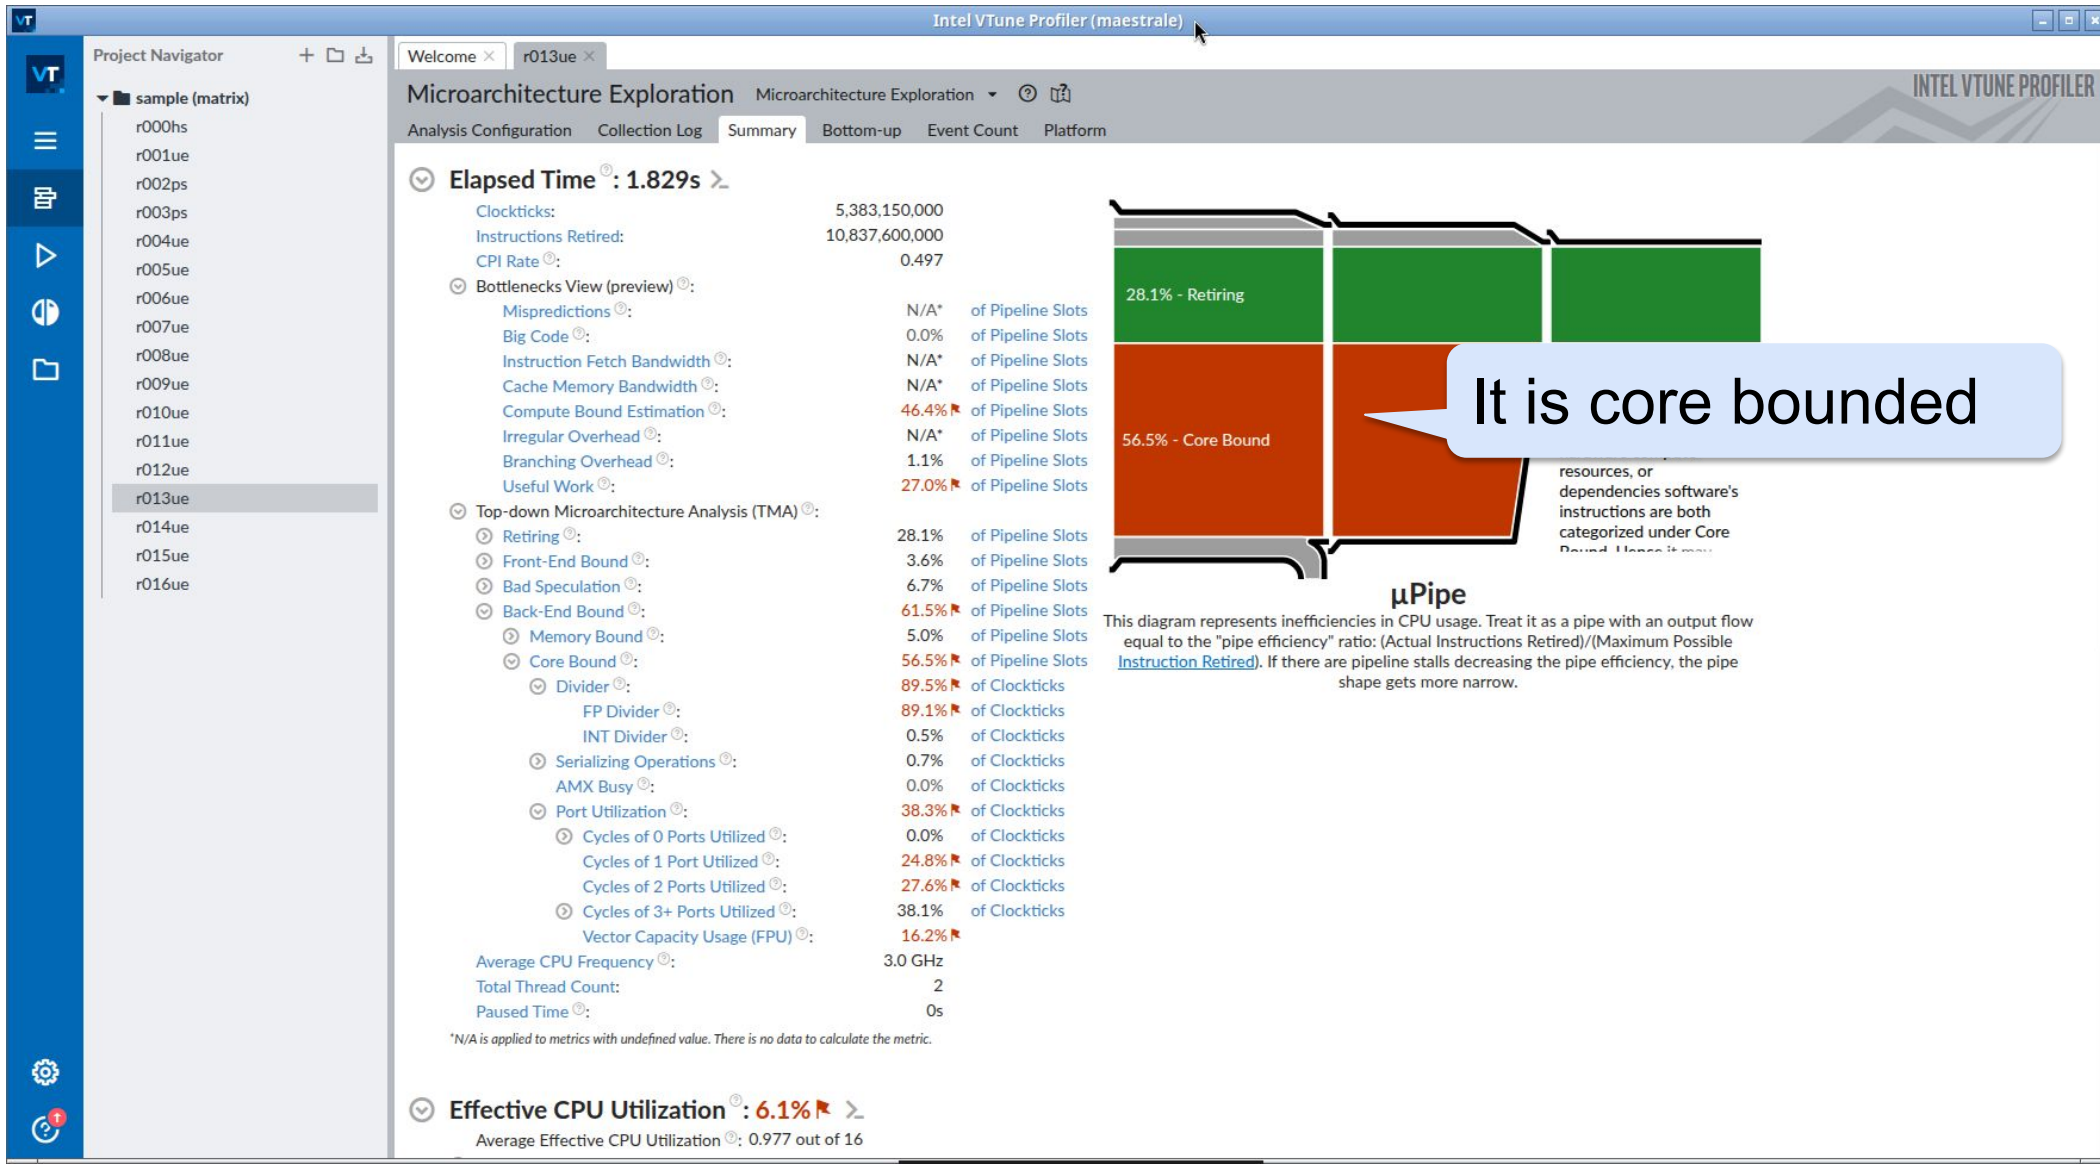 Intel VTune Profiler (maestrale)
VT
Project Navigator
Welcome
r013ue
VT
sample (matrix)
r000hs
r001ue
r002ps
r003ps
r004ue
r005ue
r006ue
r007ue
r008ue
r009ue
r010ue
r011ue
r012ue
r013ue
r014ue
r015ue
r016ue
Microarchitecture Exploration Microarchitecture Exploration
INTEL VTUNE PROFILER
Analysis Configuration Collection Log Summary Bottom-up Event Count Platform
Elapsed Time: 1.829s
Clockticks: 5,383,150,000
Instructions Retired: 10,837,600,000
CPI Rate: 0.497
Bottlenecks View (preview):
Mispredictions: N/A* of Pipeline Slots
Big Code: 0.0% of Pipeline Slots
Instruction Fetch Bandwidth: N/A* of Pipeline Slots
Cache Memory Bandwidth: N/A* of Pipeline Slots
Compute Bound Estimation: 46.4% of Pipeline Slots
Irregular Overhead: N/A* of Pipeline Slots
Branching Overhead: 1.1% of Pipeline Slots
Useful Work: 27.0% of Pipeline Slots
Top-down Microarchitecture Analysis (TMA):
Retiring: 28.1% of Pipeline Slots
Front-End Bound: 3.6% of Pipeline Slots
Bad Speculation: 6.7% of Pipeline Slots
Back-End Bound: 61.5% of Pipeline Slots
Memory Bound: 5.0% of Pipeline Slots
Core Bound: 56.5% of Pipeline Slots
Divider: 89.5% of Clockticks
FP Divider: 89.1% of Clockticks
INT Divider: 0.5% of Clockticks
Serializing Operations: 0.7% of Clockticks
AMX Busy: 0.0% of Clockticks
Port Utilization: 38.3% of Clockticks
Cycles of 0 Ports Utilized: 0.0% of Clockticks
Cycles of 1 Port Utilized: 24.8% of Clockticks
Cycles of 2 Ports Utilized: 27.6% of Clockticks
Cycles of 3+ Ports Utilized: 38.1% of Clockticks
Vector Capacity Usage (FPU): 16.2%
Average CPU Frequency: 3.0 GHz
Total Thread Count: 2
Paused Time: 0s
*N/A is applied to metrics with undefined value. There is no data to calculate the metric.
28.1% - Retiring
56.5% - Core Bound
It is core bounded
resources, or
dependencies software's
instructions are both
categorized under Core
μPipe
This diagram represents inefficiencies in CPU usage. Treat it as a pipe with an output flow
equal to the "pipe efficiency" ratio: (Actual Instructions Retired)/(Maximum Possible
Instruction Retired). If there are pipeline stalls decreasing the pipe efficiency, the pipe
shape gets more narrow.
Effective CPU Utilization: 6.1%
Average Effective CPU Utilization: 0.977 out of 16